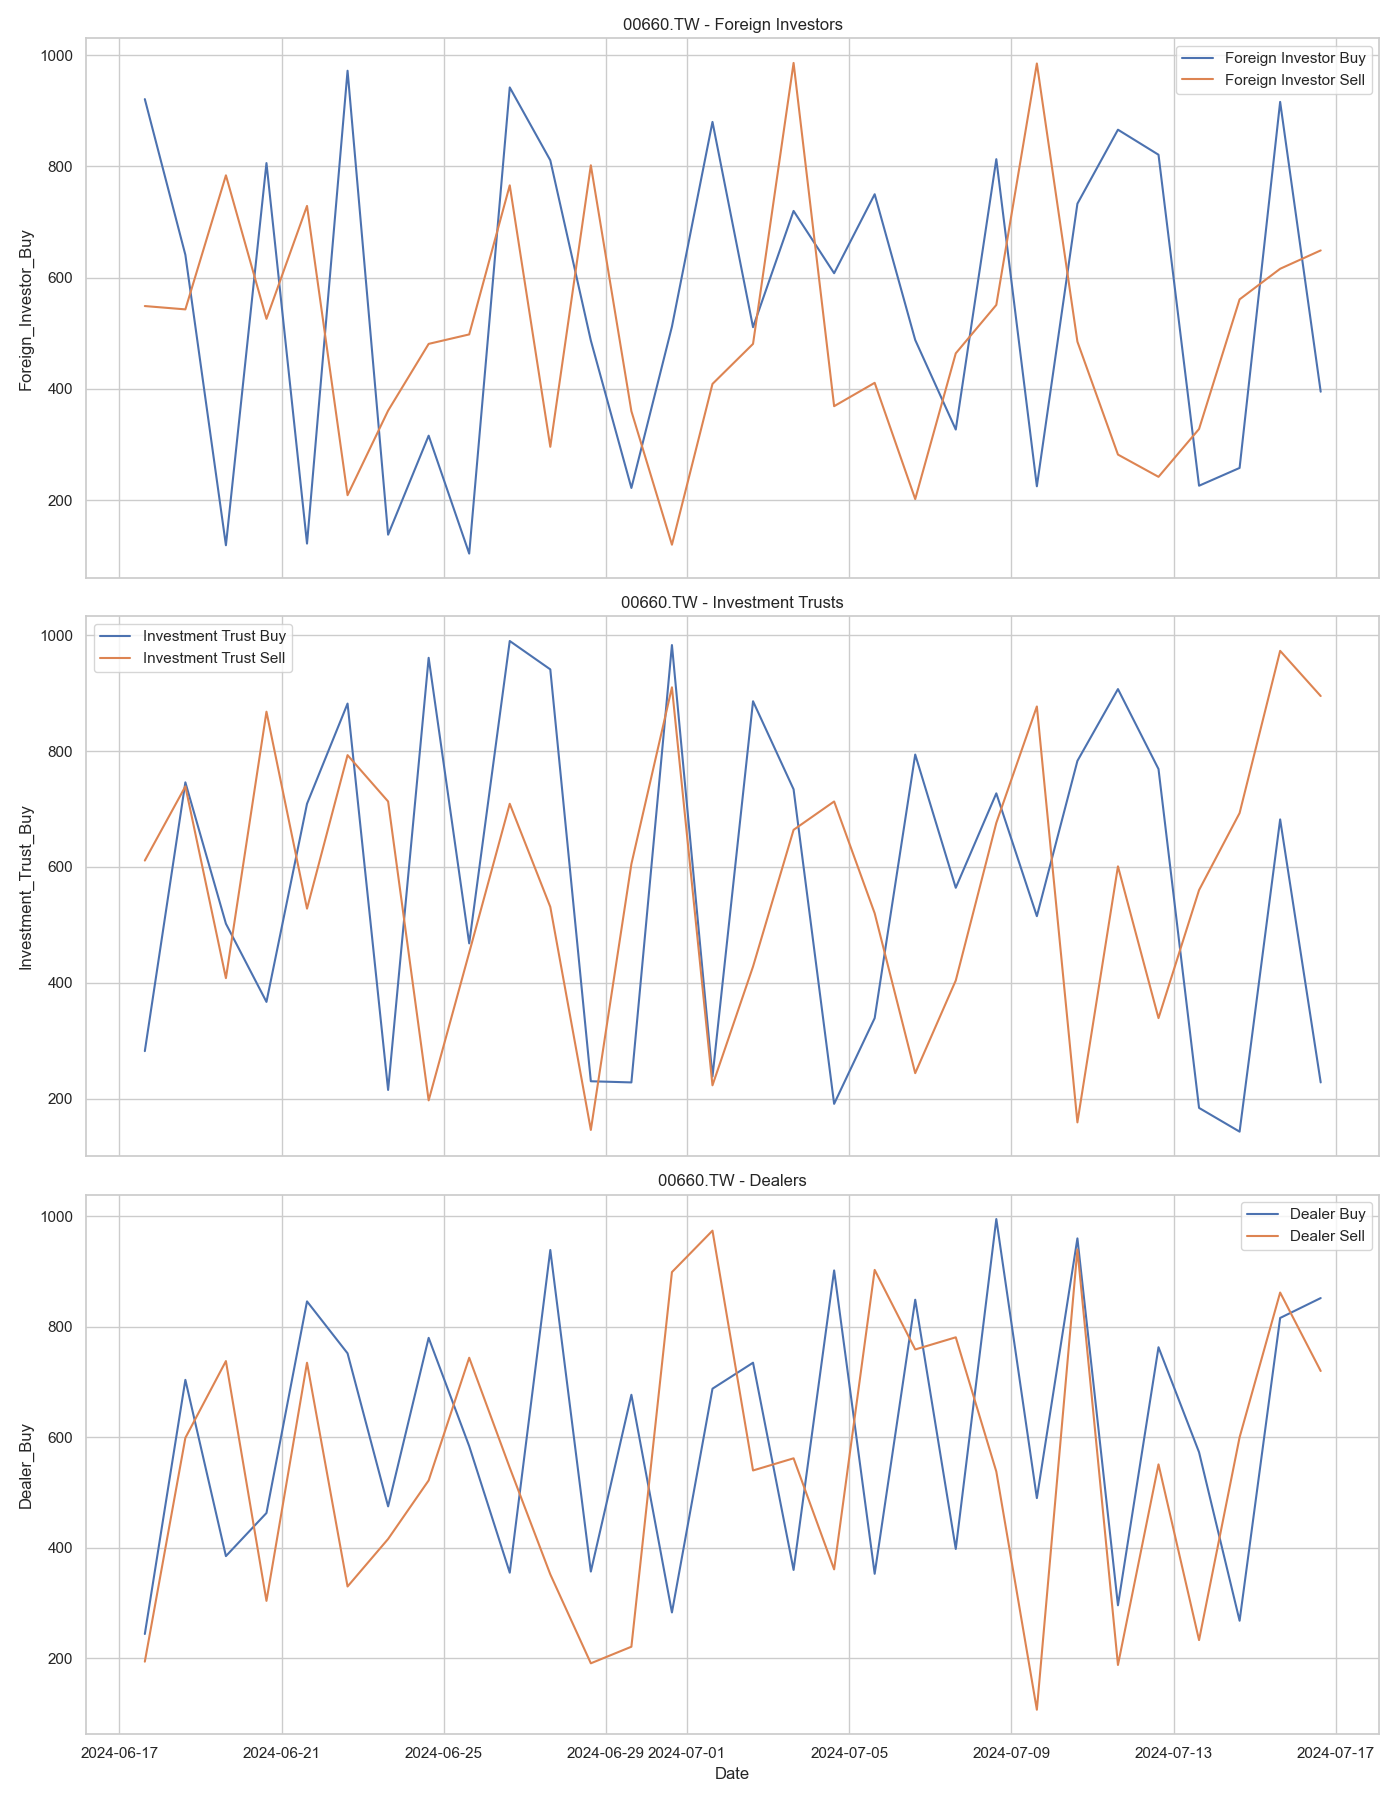 00660.TW - Foreign Investors
Foreign_Investor_Buy
1000
800
600
400
200
Foreign Investor Buy
Foreign Investor Sell
00660.TW - Investment Trusts
Investment_Trust_Buy
1000
800
600
400
200
Investment Trust Buy
Investment Trust Sell
00660.TW - Dealers
Dealer_Buy
1000
800
600
400
200
Dealer Buy
Dealer Sell
2024-06-17 2024-06-21 2024-06-25 2024-06-29 2024-07-01 2024-07-05 2024-07-09 2024-07-13 2024-07-17
Date